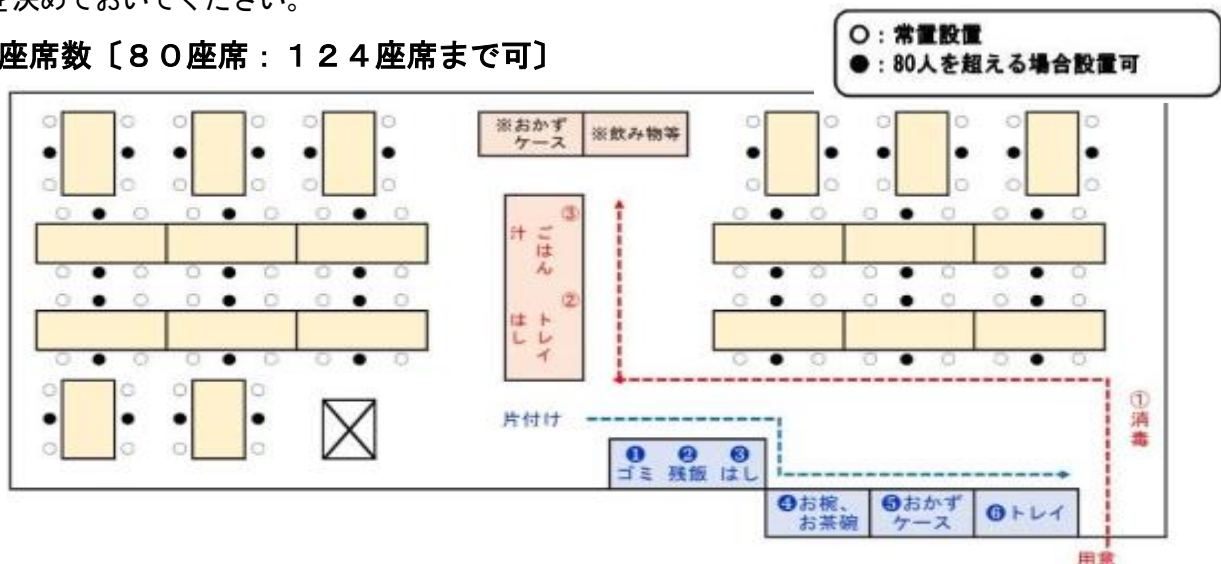 を決めておいてください。
座席数〔８０座席：１２４座席まで可〕
○：常置設置
●：80人を超える場合設置可
※おかず
ケース
※飲み物等
③
ごはん
汁
②
トレイ
はし
①消毒
片付け
❶
ゴミ
❷
残飯
❸
はし
❹お椀、
お茶碗
❺おかず
ケース
❻トレイ
用意